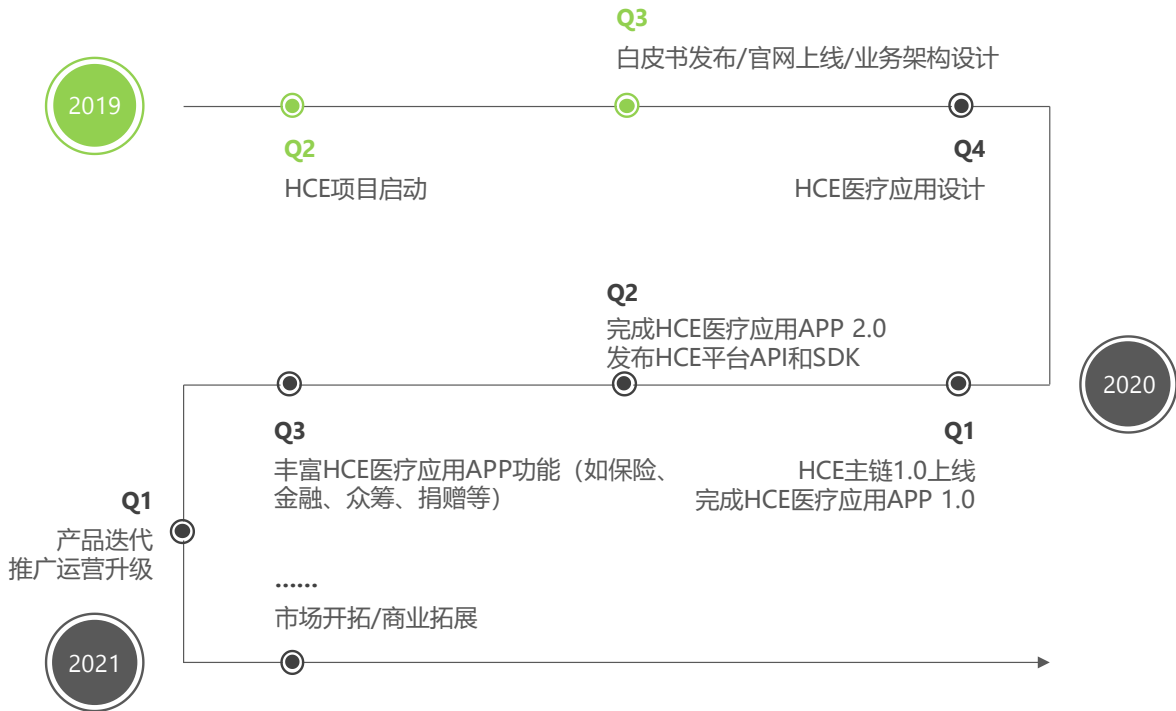 2019
Q2
HCE项目启动
Q3
白皮书发布/官网上线/业务架构设计
Q4
HCE医疗应用设计
2020
Q1
HCE主链1.0上线
完成HCE医疗应用APP 1.0
Q2
完成HCE医疗应用APP 2.0
发布HCE平台API和SDK
Q3
丰富HCE医疗应用APP功能（如保险、
金融、众筹、捐赠等）
Q1
产品迭代
推广运营升级
2021
......
市场开拓/商业拓展